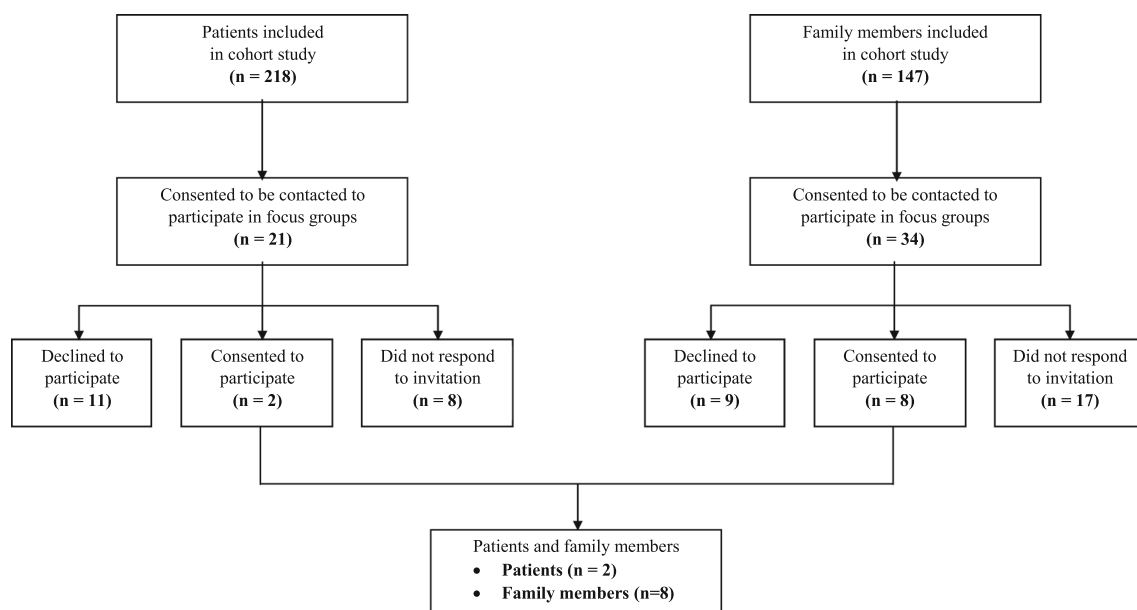 Patients included
in cohort study
(n = 218)
Family members included
in cohort study
(n = 147)
Consented to be contacted to
participate in focus groups
(n = 21)
Consented to be contacted to
participate in focus groups
(n = 34)
Declined to
participate
(n = 11)
Consented to
participate
(n = 2)
Did not respond
to invitation
(n = 8)
Declined to
participate
(n = 9)
Consented to
participate
(n = 8)
Did not respond
to invitation
(n = 17)
Patients and family members
• Patients (n = 2)
• Family members (n=8)